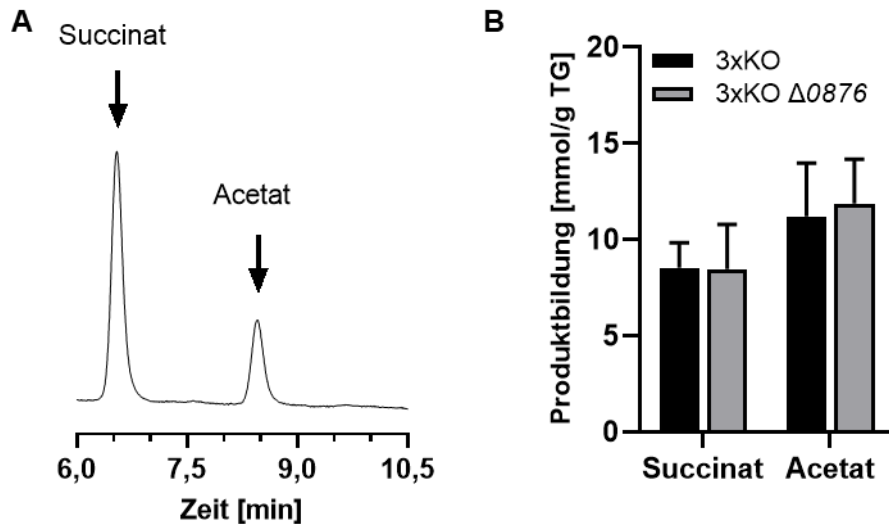 A
Succinat
Acetat
6,0 7,5 9,0 10,5
Zeit [min]
B
Produktbildung [mmol/g TG]
20
15
10
5
0
3xKO
3xKO Δ0876
Succinat Acetat